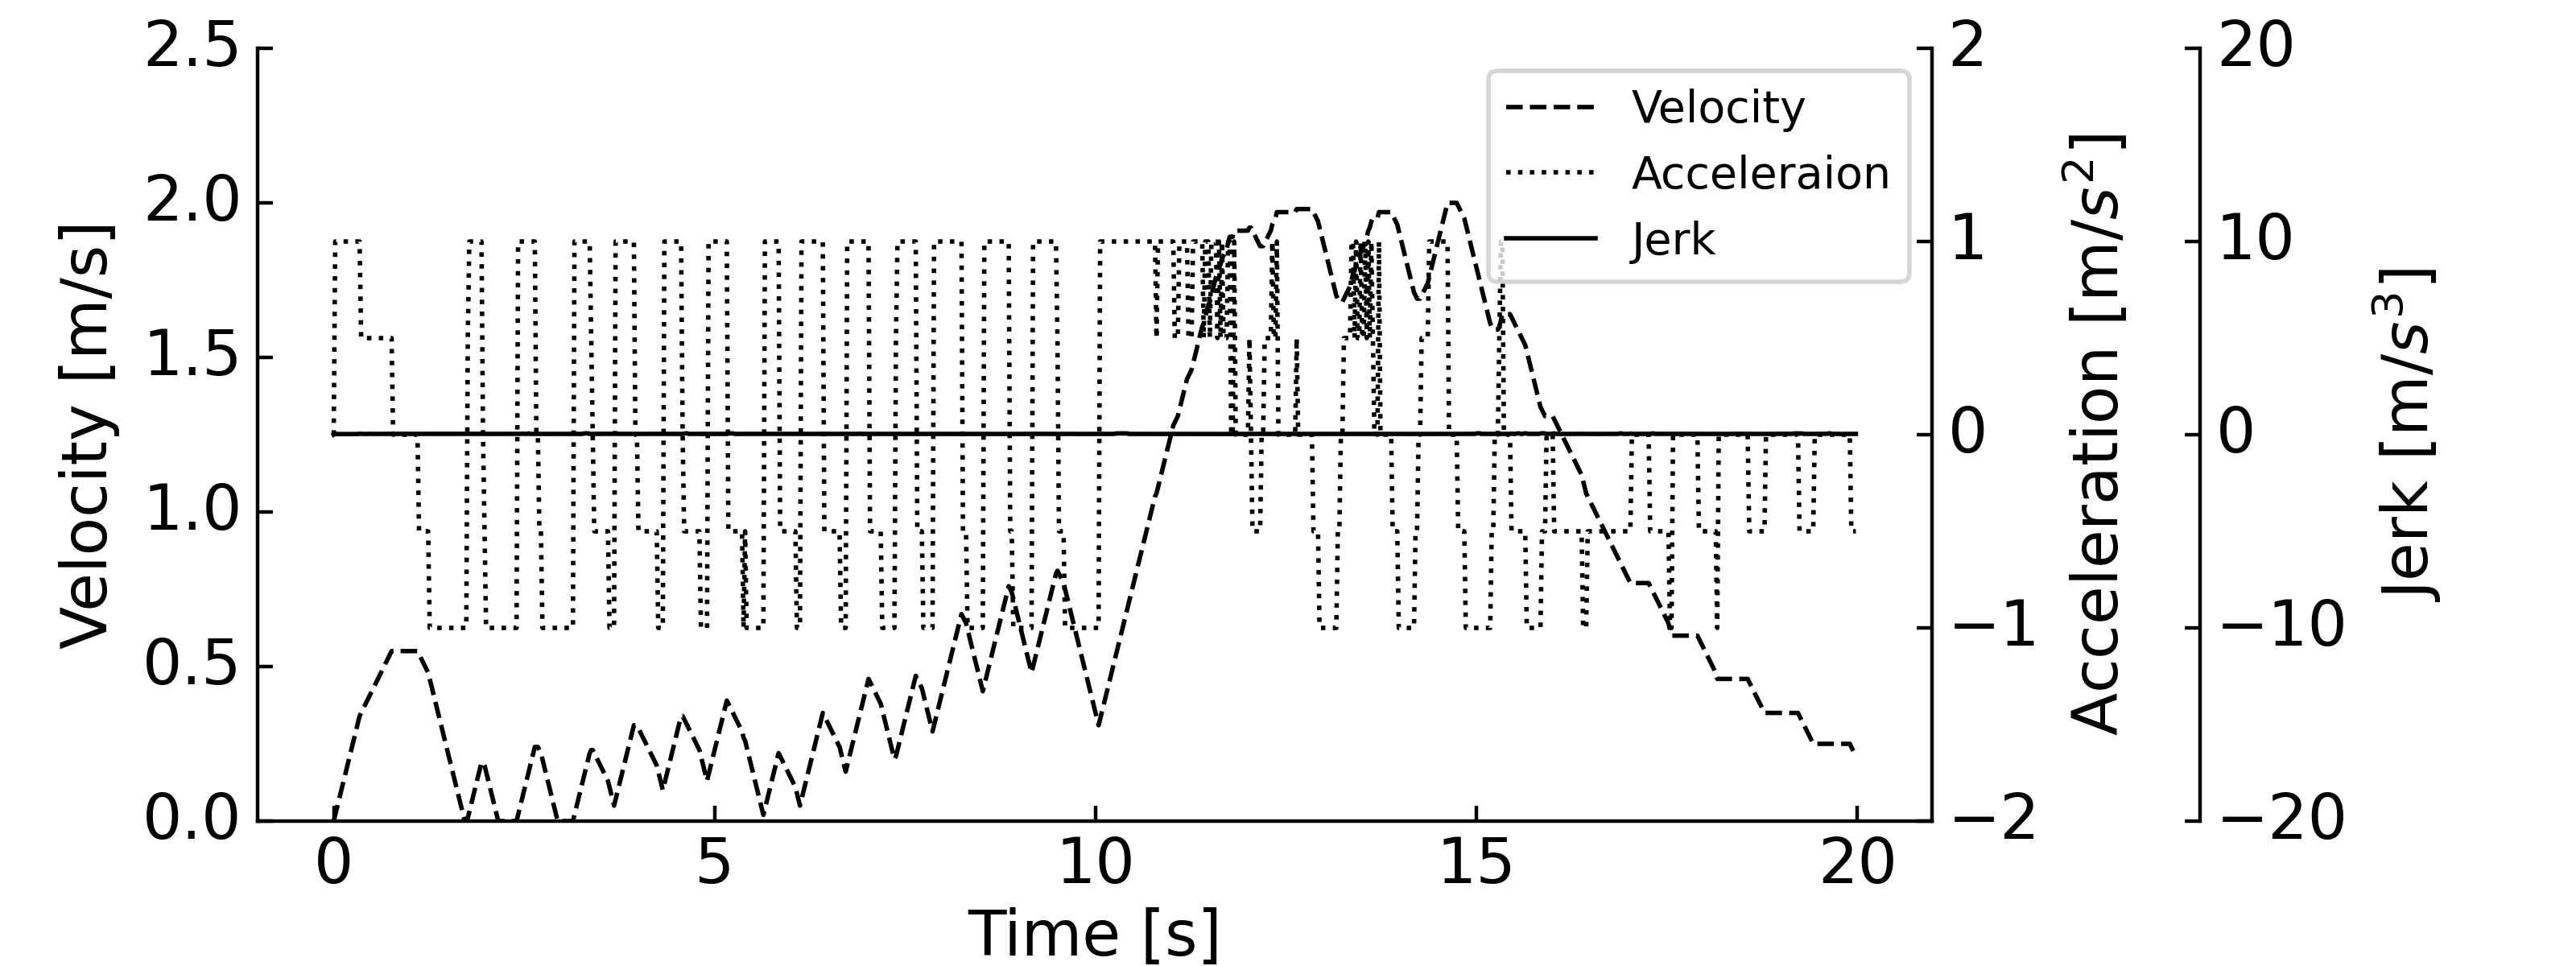 Velocity [m/s]
2.5
2.0
1.5
1.0
0.5
0.0
0 5 10 15 20
Time [s]
Velocity
Acceleraion
Jerk
2
1
0
−1
−2
Acceleration [m/s²]
20
10
0
−10
−20
Jerk [m/s³]